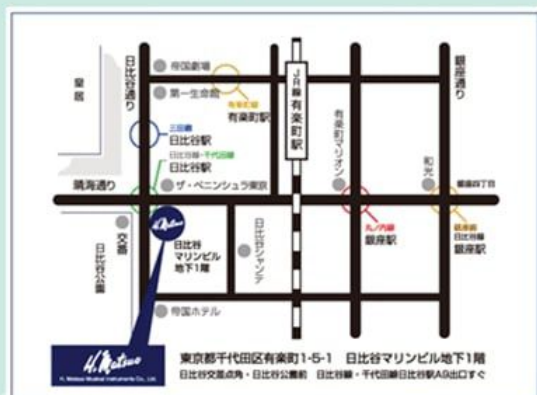 日比谷通り
皇居
帝国劇場
第一生命館
有楽町線
有楽町駅
三田線
日比谷駅
日比谷線・千代田線
日比谷駅
JR線有楽町駅
有楽町マリオン
銀座通り
和光
銀座四丁目
晴海通り
ザ・ペニンシュラ東京
丸ノ内線
銀座駅
銀座線
日比谷線
銀座駅
交番
日比谷公園
H. Matsuo
日比谷
マリンビル
地下1階
日比谷シャンテ
帝国ホテル
H. Matsuo
H. Matsuo Musical Instruments Co., Ltd.
東京都千代田区有楽町1-5-1 日比谷マリンビル地下1階
日比谷交差点角・日比谷公園前 日比谷線・千代田線日比谷駅A9出口すぐ